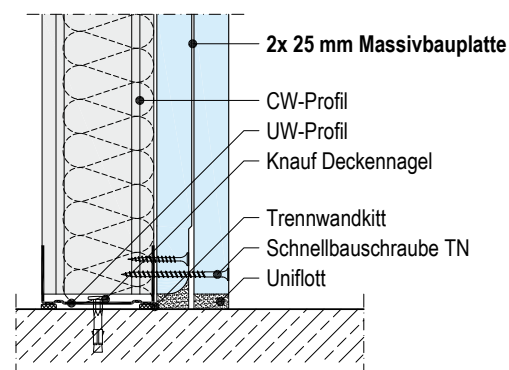 2x 25 mm Massivbauplatte
CW-Profil
UW-Profil
Knauf Deckennagel
Trennwandkitt
Schnellbauschraube TN
Uniflott